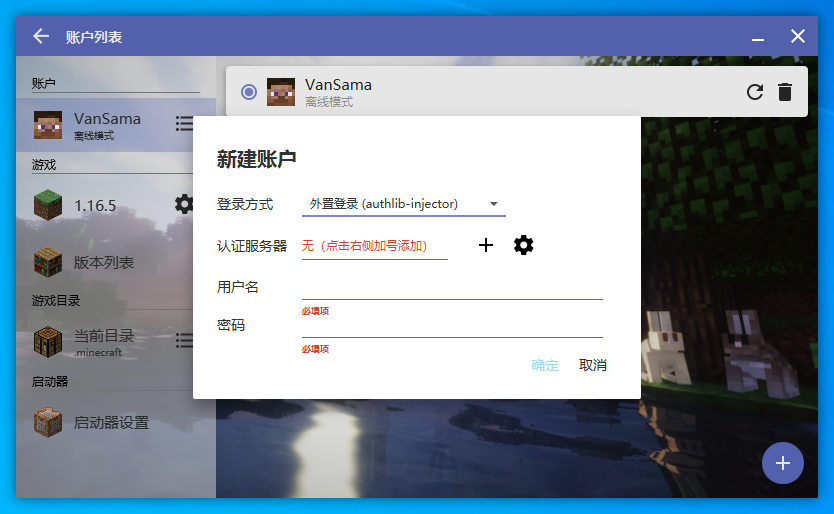 账户列表
账户
VanSama
离线模式
游戏
1.16.5
版本列表
游戏目录
当前目录
.minecraft
启动器
启动器设置
VanSama
离线模式
新建账户
登录方式
外置登录 (authlib-injector)
认证服务器
无（点击右侧加号添加）
用户名
必填项
密码
必填项
确定 取消